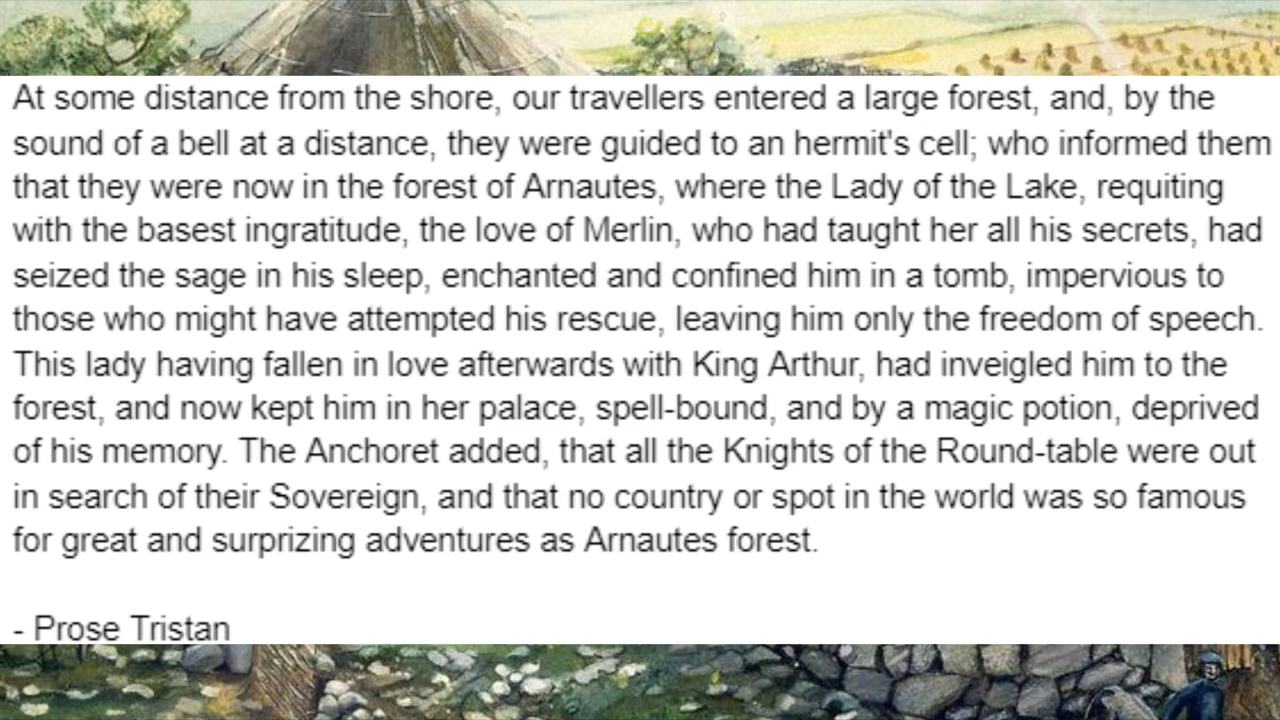 At some distance from the shore, our travellers entered a large forest, and, by the
sound of a bell at a distance, they were guided to an hermit's cell; who informed them
that they were now in the forest of Arnautes, where the Lady of the Lake, requiting
with the basest ingratitude, the love of Merlin, who had taught her all his secrets, had
seized the sage in his sleep, enchanted and confined him in a tomb, impervious to
those who might have attempted his rescue, leaving him only the freedom of speech.
This lady having fallen in love afterwards with King Arthur, had inveigled him to the
forest, and now kept him in her palace, spell-bound, and by a magic potion, deprived
of his memory. The Anchoret added, that all the Knights of the Round-table were out
in search of their Sovereign, and that no country or spot in the world was so famous
for great and surprizing adventures as Arnautes forest.
- Prose Tristan